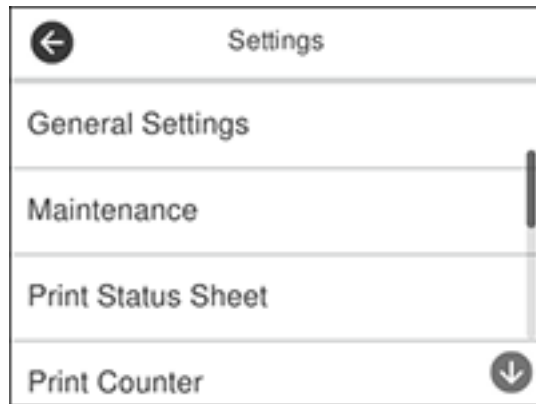 Settings
General Settings
Maintenance
Print Status Sheet
Print Counter